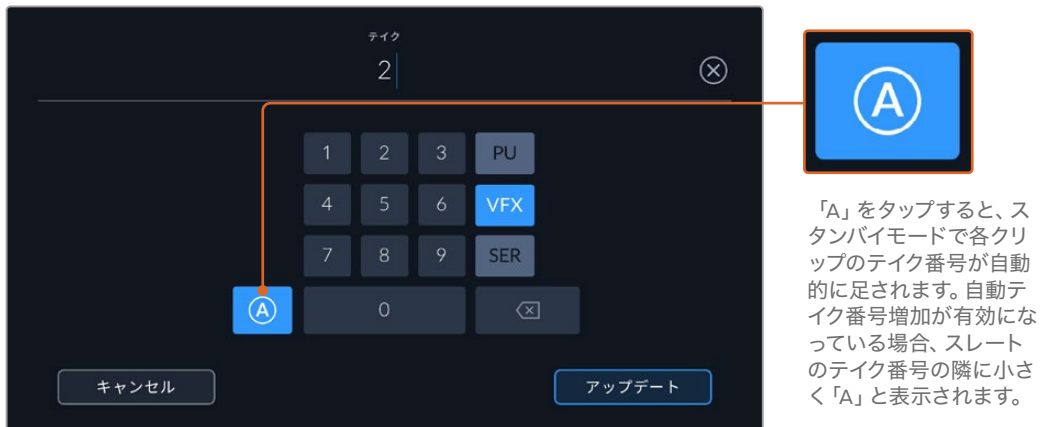 テイク
2
1 2 3 PU
4 5 6 VFX
7 8 9 SER
A 0
キャンセル アップデート
A
「A」をタップすると、ス
タンバイモードで各クリ
ップのテイク番号が自動
的に足されます。自動テ
イク番号増加が有効にな
っている場合、スレート
のテイク番号の隣に小さ
く「A」と表示されます。